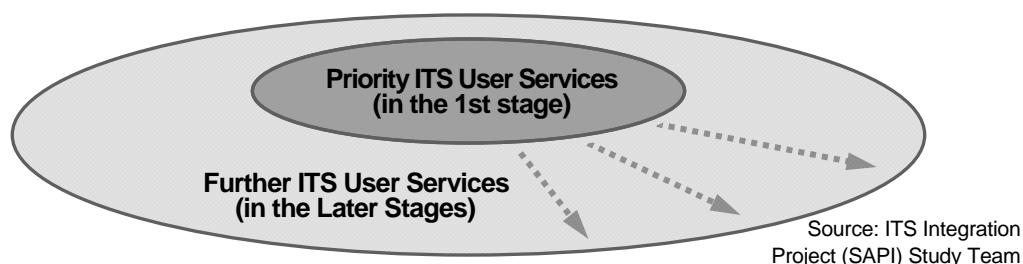 Priority ITS User Services
(in the 1st stage)
Further ITS User Services
(in the Later Stages)
Source: ITS Integration
Project (SAPI) Study Team